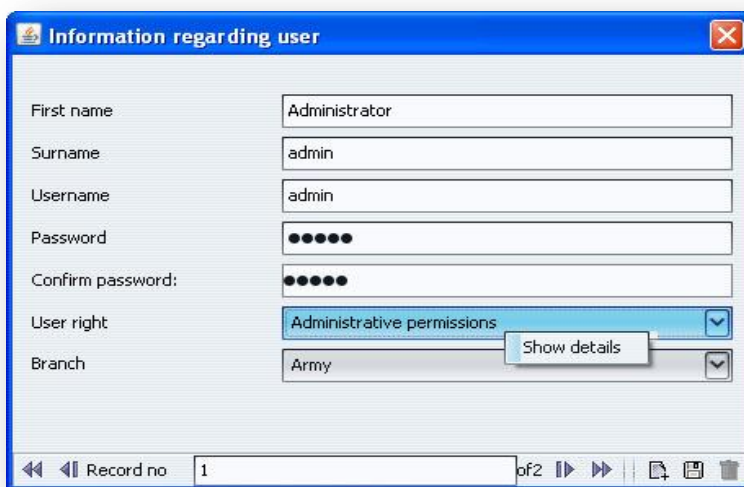 Information regarding user
First name Administrator
Surname admin
Username admin
Password ●●●●●
Confirm password: ●●●●●
User right Administrative permissions
Show details
Branch Army
Record no 1 of2